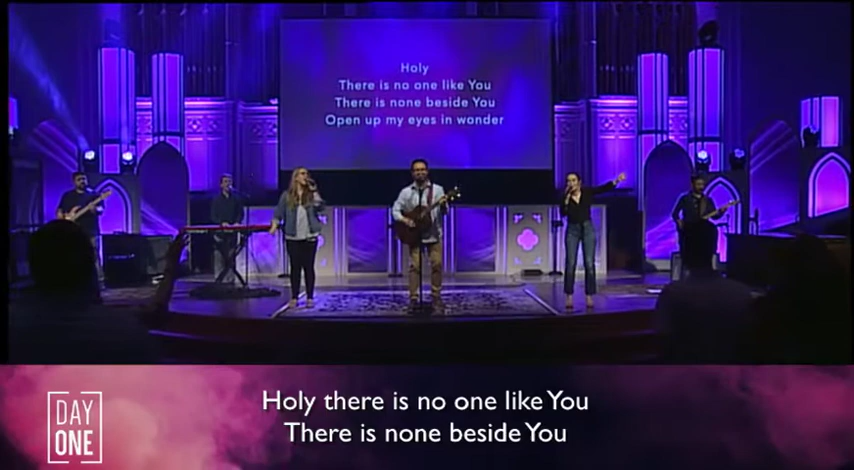 Holy
There is no one like You
There is none beside You
Open up my eyes in wonder
DAY
ONE
Holy there is no one like You
There is none beside You